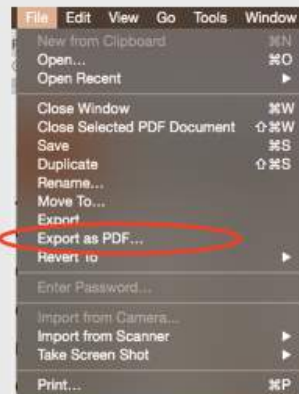 File Edit View Go Tools Window
New from Clipboard ⌘N
Open... ⌘O
Open Recent ▶
Close Window ⌘W
Close Selected PDF Document ⇧⌘W
Save ⌘S
Duplicate ⇧⌘S
Rename...
Move To...
Export...
Export as PDF...
Revert To ▶
Enter Password...
Import from Camera...
Import from Scanner ▶
Take Screen Shot ▶
Print... ⌘P